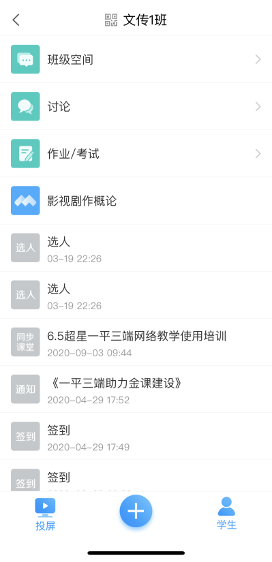 文传1班
班级空间
讨论
作业/考试
影视剧作概论
选人
选人
03-19 22:26
选人
选人
03-19 22:26
同步
课堂
6.5超星一平三端网络教学使用培训
2020-09-03 09:44
通知
《一平三端助力金课建设》
2020-04-29 17:52
签到
签到
2020-04-29 17:49
签到
签到
投屏
学生